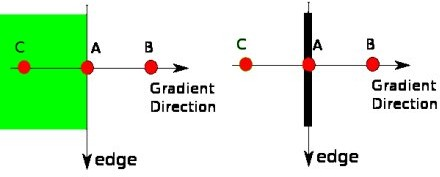 C A B
Gradient
Direction
edge
C A B
Gradient
Direction
edge